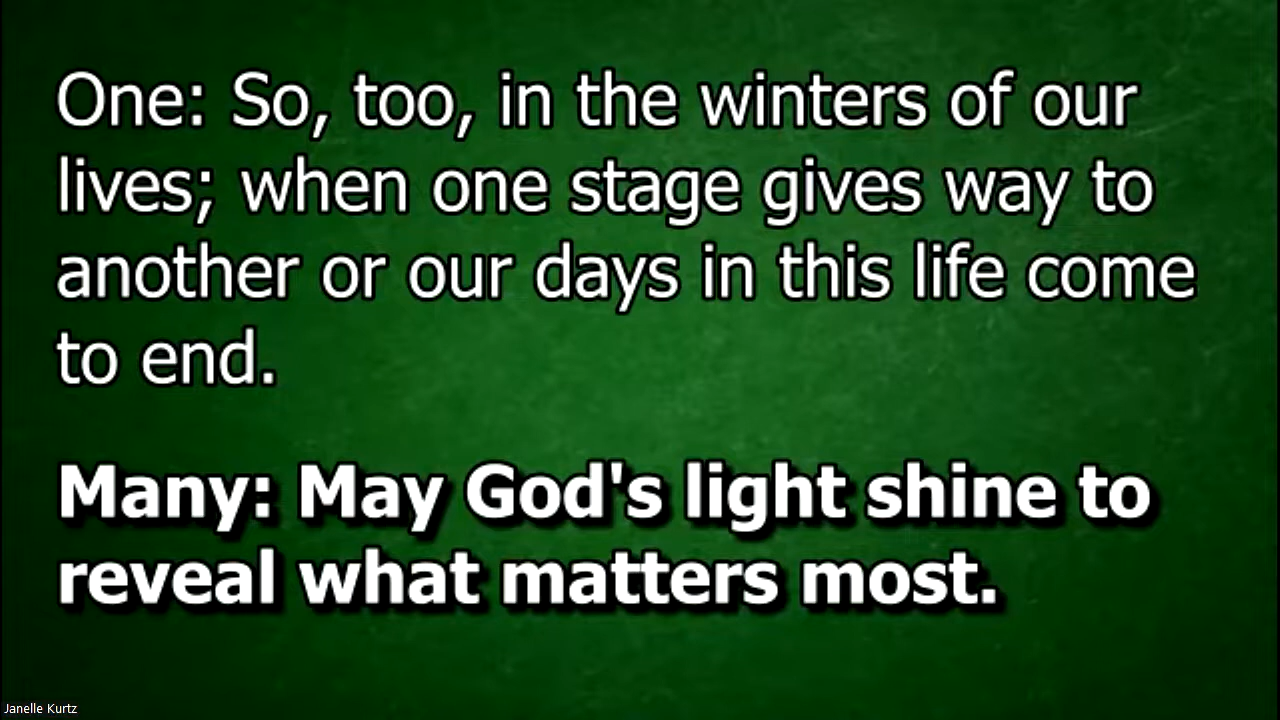 One: So, too, in the winters of our
lives; when one stage gives way to
another or our days in this life come
to end.
Many: May God's light shine to
reveal what matters most.
Janelle Kurtz